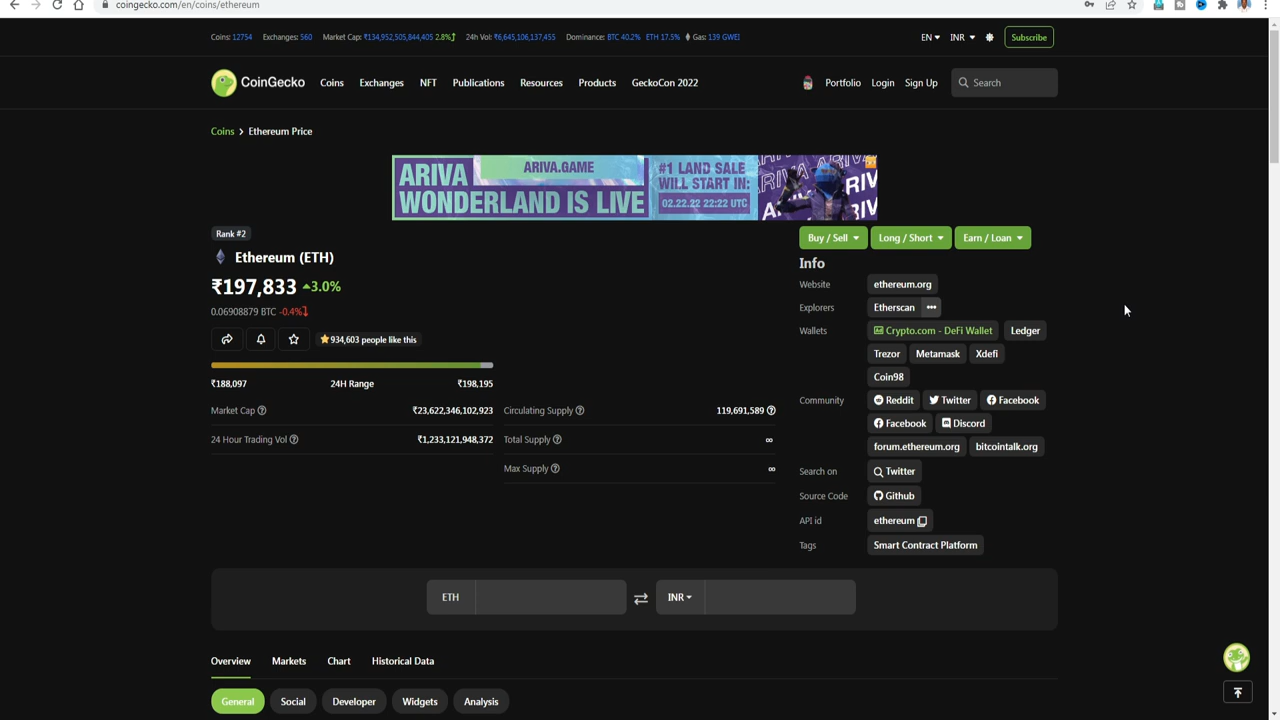 coingecko.com/en/coins/ethereum
Coins: 12754 Exchanges: 560 Market Cap: ₹134,952,505,844,405 2.8% 24h Vol: ₹6,645,106,137,455 Dominance: BTC 40.2% ETH 17.5% Gas: 139 GWEI EN INR Subscribe
CoinGecko Coins Exchanges NFT Publications Resources Products GeckoCon 2022 Portfolio Login Sign Up Search
Coins Ethereum Price
ARIVA
WONDERLAND IS LIVE
ARIVA.GAME
#1 LAND SALE
WILL START IN:
02.22.22 22:22 UTC
Rank #2
Ethereum (ETH)
₹197,833 3.0%
0.06908879 BTC -0.4%
934,603 people like this
₹188,097 24H Range ₹198,195
Market Cap ₹23,622,346,102,923
24 Hour Trading Vol ₹1,233,121,948,372
Circulating Supply 119,691,589
Total Supply ∞
Max Supply ∞
Buy / Sell Long / Short Earn / Loan
Info
Website ethereum.org
Explorers Etherscan
Wallets Crypto.com - DeFi Wallet Ledger
Trezor Metamask Xdefi
Coin98
Community Reddit Twitter Facebook
Facebook Discord
forum.ethereum.org bitcointalk.org
Search on Twitter
Source Code Github
API id ethereum
Tags Smart Contract Platform
ETH INR
Overview Markets Chart Historical Data
General Social Developer Widgets Analysis